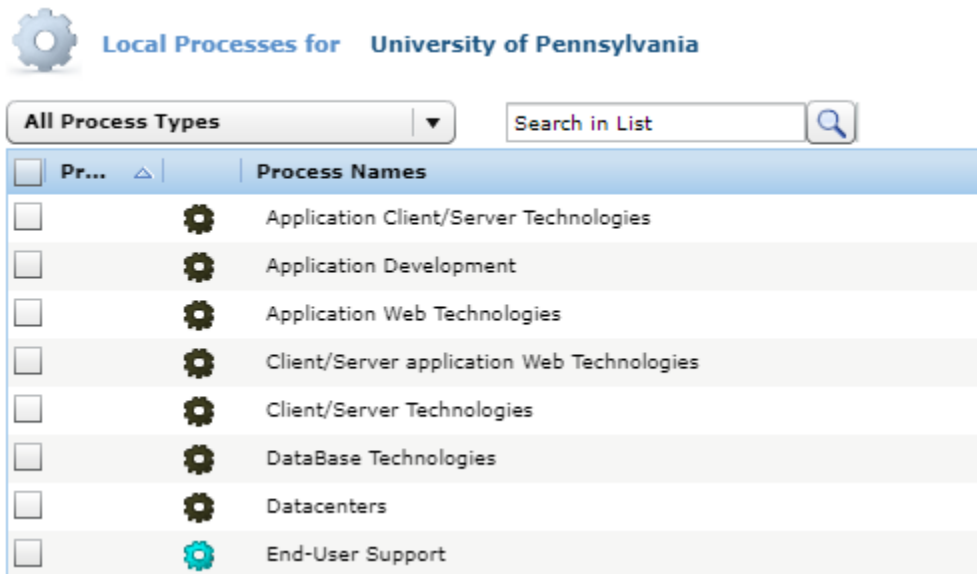 Local Processes for University of Pennsylvania
All Process Types Search in List
Pr... Process Names
Application Client/Server Technologies
Application Development
Application Web Technologies
Client/Server application Web Technologies
Client/Server Technologies
DataBase Technologies
Datacenters
End-User Support